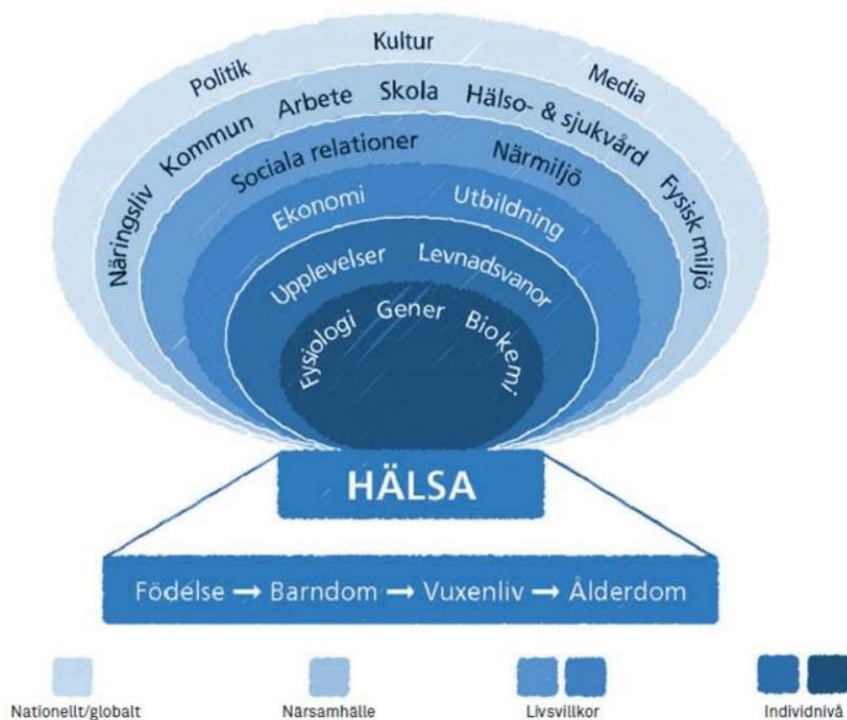 Politik Kultur Media
Näringsliv Kommun Arbete Skola Hälso- & sjukvård Fysisk miljö
Sociala relationer Närmiljö
Ekonomi Utbildning
Upplevelser Levnadsvanor
Fysiologi Gener Biokemi
HÄLSA
Födelse → Barndom → Vuxenliv → Ålderdom
Nationellt/globalt Närsamhälle Livsvillkor Individnivå